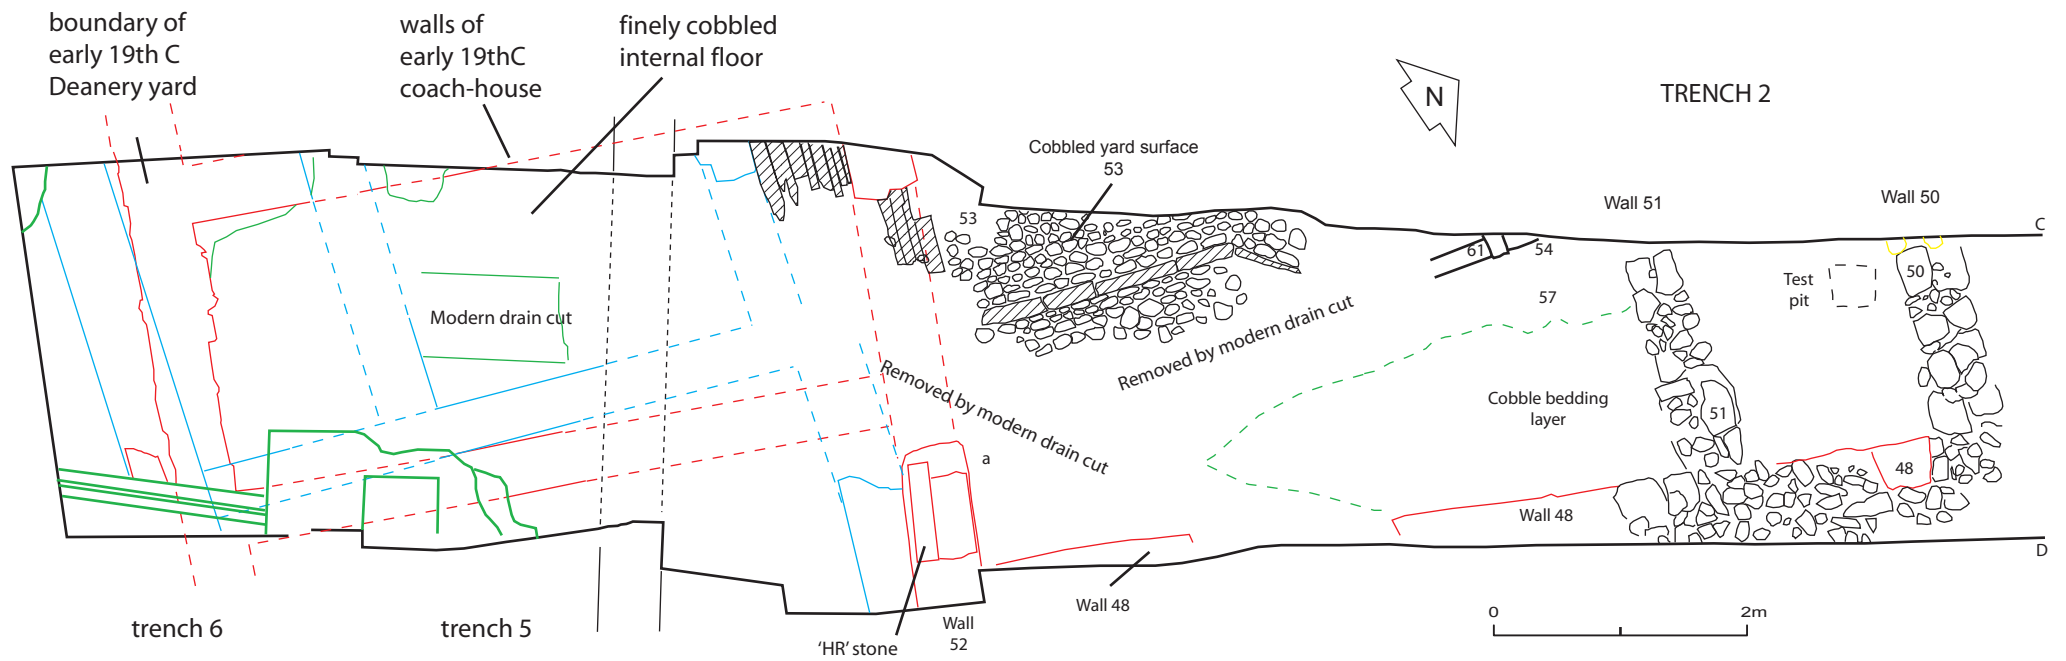 boundary of
early 19th C
Deanery yard
walls of
early 19thC
coach-house
finely cobbled
internal floor
N
TRENCH 2
Cobbled yard surface
53
Wall 51
Wall 50
C
53
61
54
57
Test
pit
50
Modern drain cut
Removed by modern drain cut
Removed by modern drain cut
Cobble bedding
layer
51
a
48
Wall 48
D
Wall 48
0
2m
trench 6
trench 5
'HR' stone
Wall
52